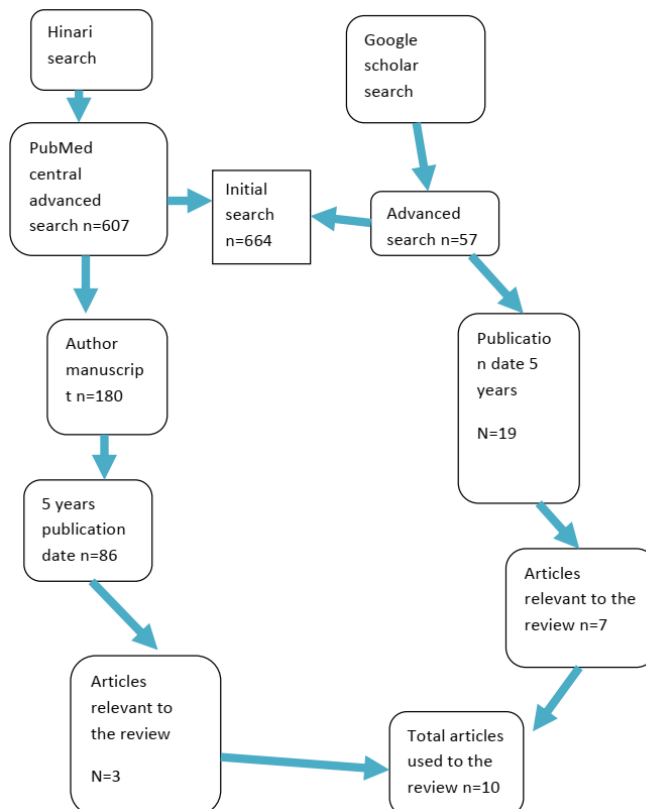 Hinari
search
Google
scholar
search
PubMed
central
advanced
search n=607
Initial
search
n=664
Advanced
search n=57
Author
manuscrip
t n=180
Publicatio
n date 5
years
N=19
5 years
publication
date n=86
Articles
relevant to the
review n=7
Articles
relevant to
the review
N=3
Total articles
used to the
review n=10